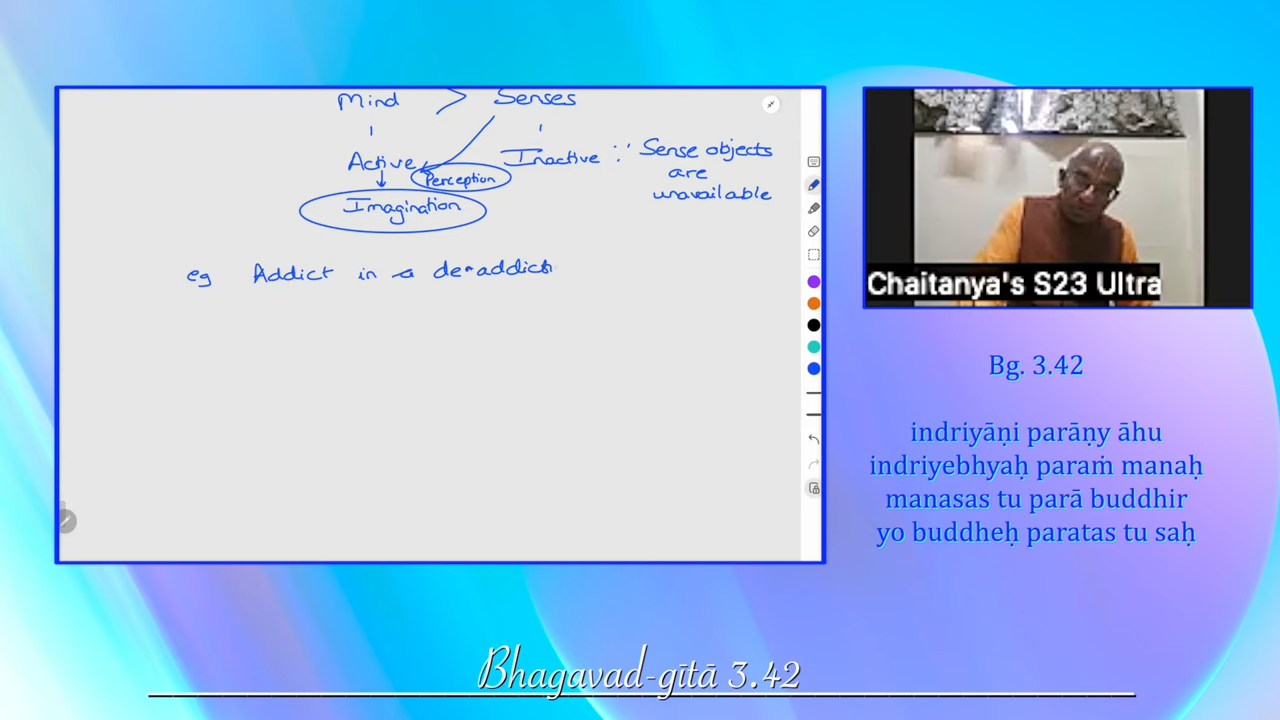 Mind > Senses
Active Inactive ∵ Sense objects
Perception are
Imagination unavailable
eg Addict in a de-addict
Chaitanya's S23 Ultra
Bg. 3.42
indriyāṇi parāṇy āhu
indriyebhyaḥ paraṁ manaḥ
manasas tu parā buddhir
yo buddheḥ paratas tu saḥ
Bhagavad-gītā 3.42